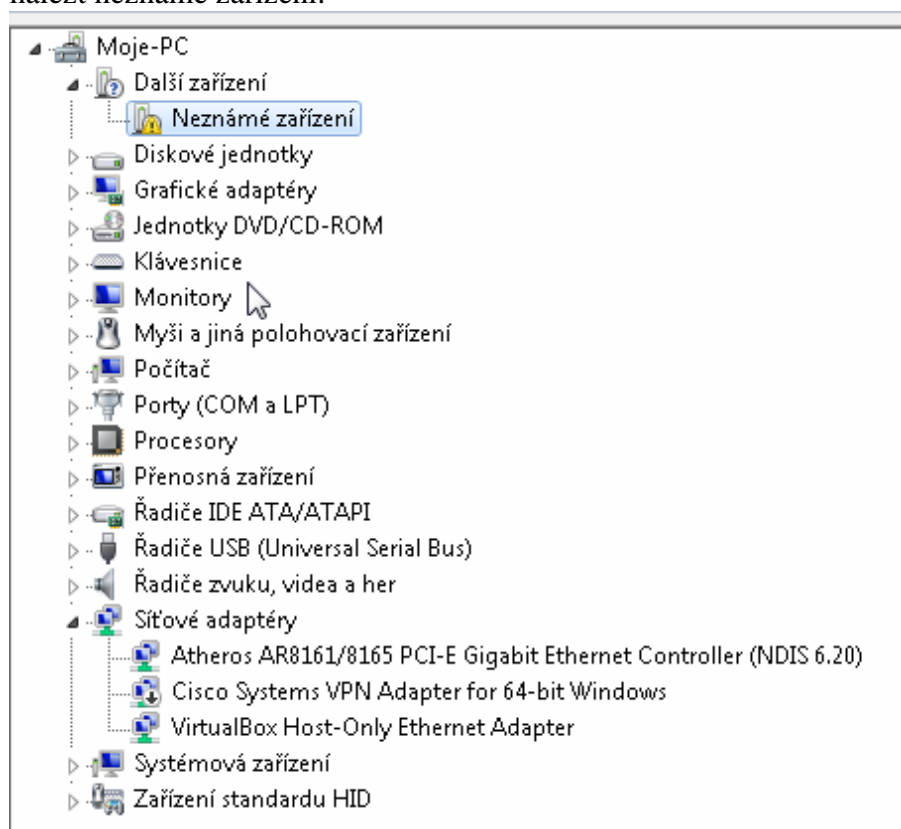 nalézt neznámé zařízení.
Moje-PC
Další zařízení
Neznámé zařízení
Diskové jednotky
Grafické adaptéry
Jednotky DVD/CD-ROM
Klávesnice
Monitory
Myši a jiná polohovací zařízení
Počítač
Porty (COM a LPT)
Procesory
Přenosná zařízení
Řadiče IDE ATA/ATAPI
Řadiče USB (Universal Serial Bus)
Řadiče zvuku, videa a her
Síťové adaptéry
Atheros AR8161/8165 PCI-E Gigabit Ethernet Controller (NDIS 6.20)
Cisco Systems VPN Adapter for 64-bit Windows
VirtualBox Host-Only Ethernet Adapter
Systémová zařízení
Zařízení standardu HID